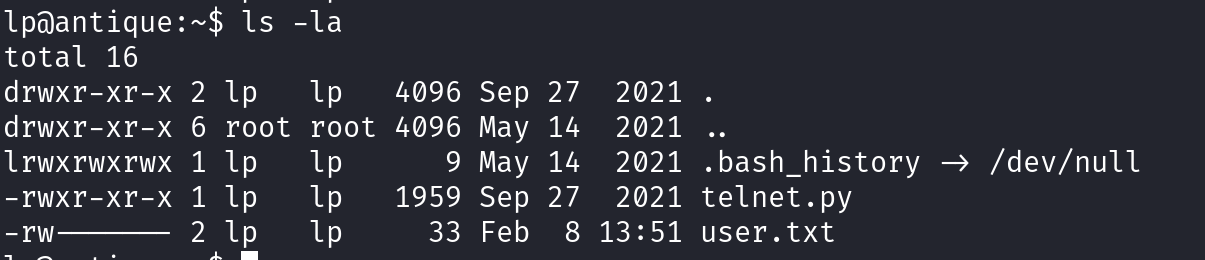 lp@antique:~$ ls -la
total 16
drwxr-xr-x 2 lp   lp   4096 Sep 27  2021 .
drwxr-xr-x 6 root root 4096 May 14  2021 ..
lrwxrwxrwx 1 lp   lp      9 May 14  2021 .bash_history -> /dev/null
-rwxr-xr-x 1 lp   lp   1959 Sep 27  2021 telnet.py
-rw------- 2 lp   lp     33 Feb  8 13:51 user.txt